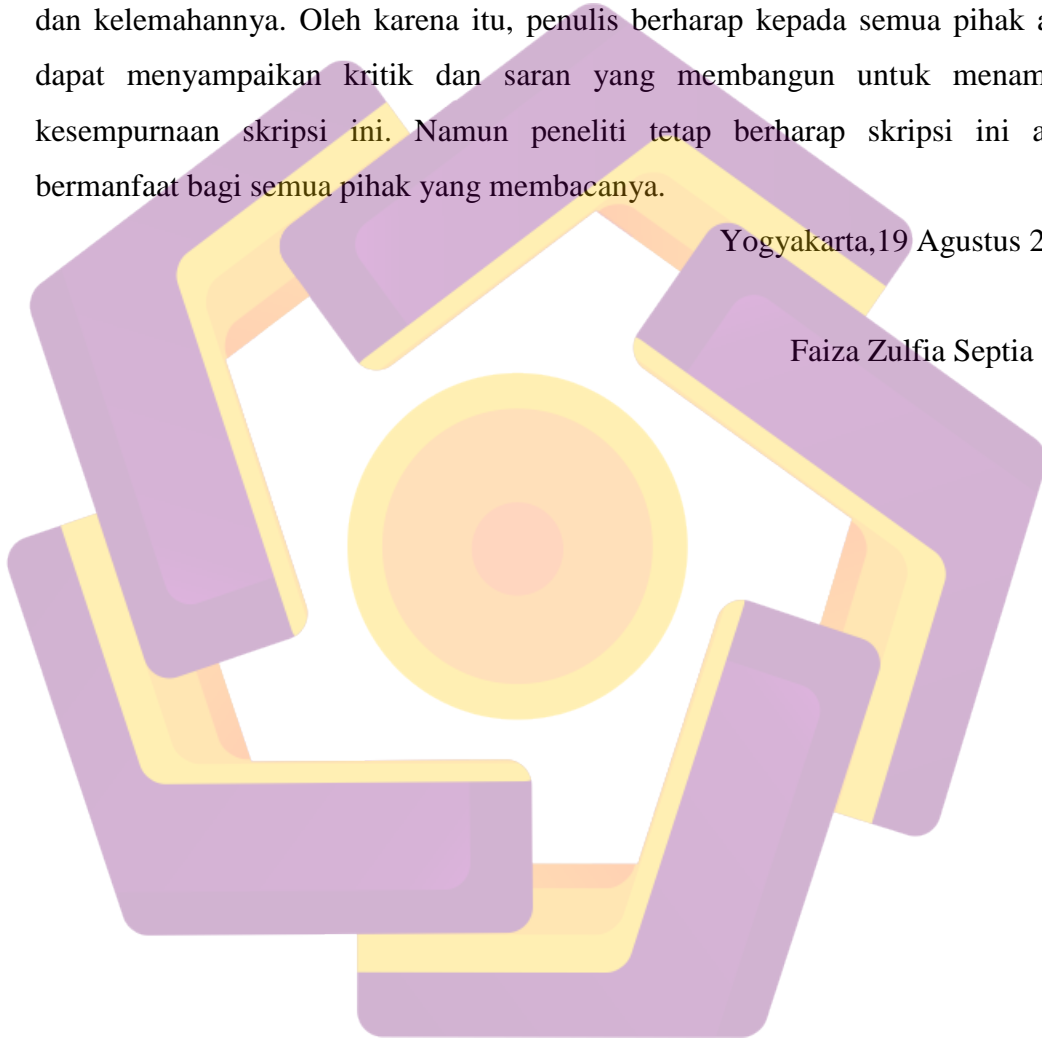 dan kelemahannya. Oleh karena itu, penulis berharap kepada semua pihak a
dapat menyampaikan kritik dan saran yang membangun untuk menam
kesempurnaan skripsi ini. Namun peneliti tetap berharap skripsi ini a
bermanfaat bagi semua pihak yang membacanya.
Yogyakarta,19 Agustus 2
Faiza Zulfia Septia